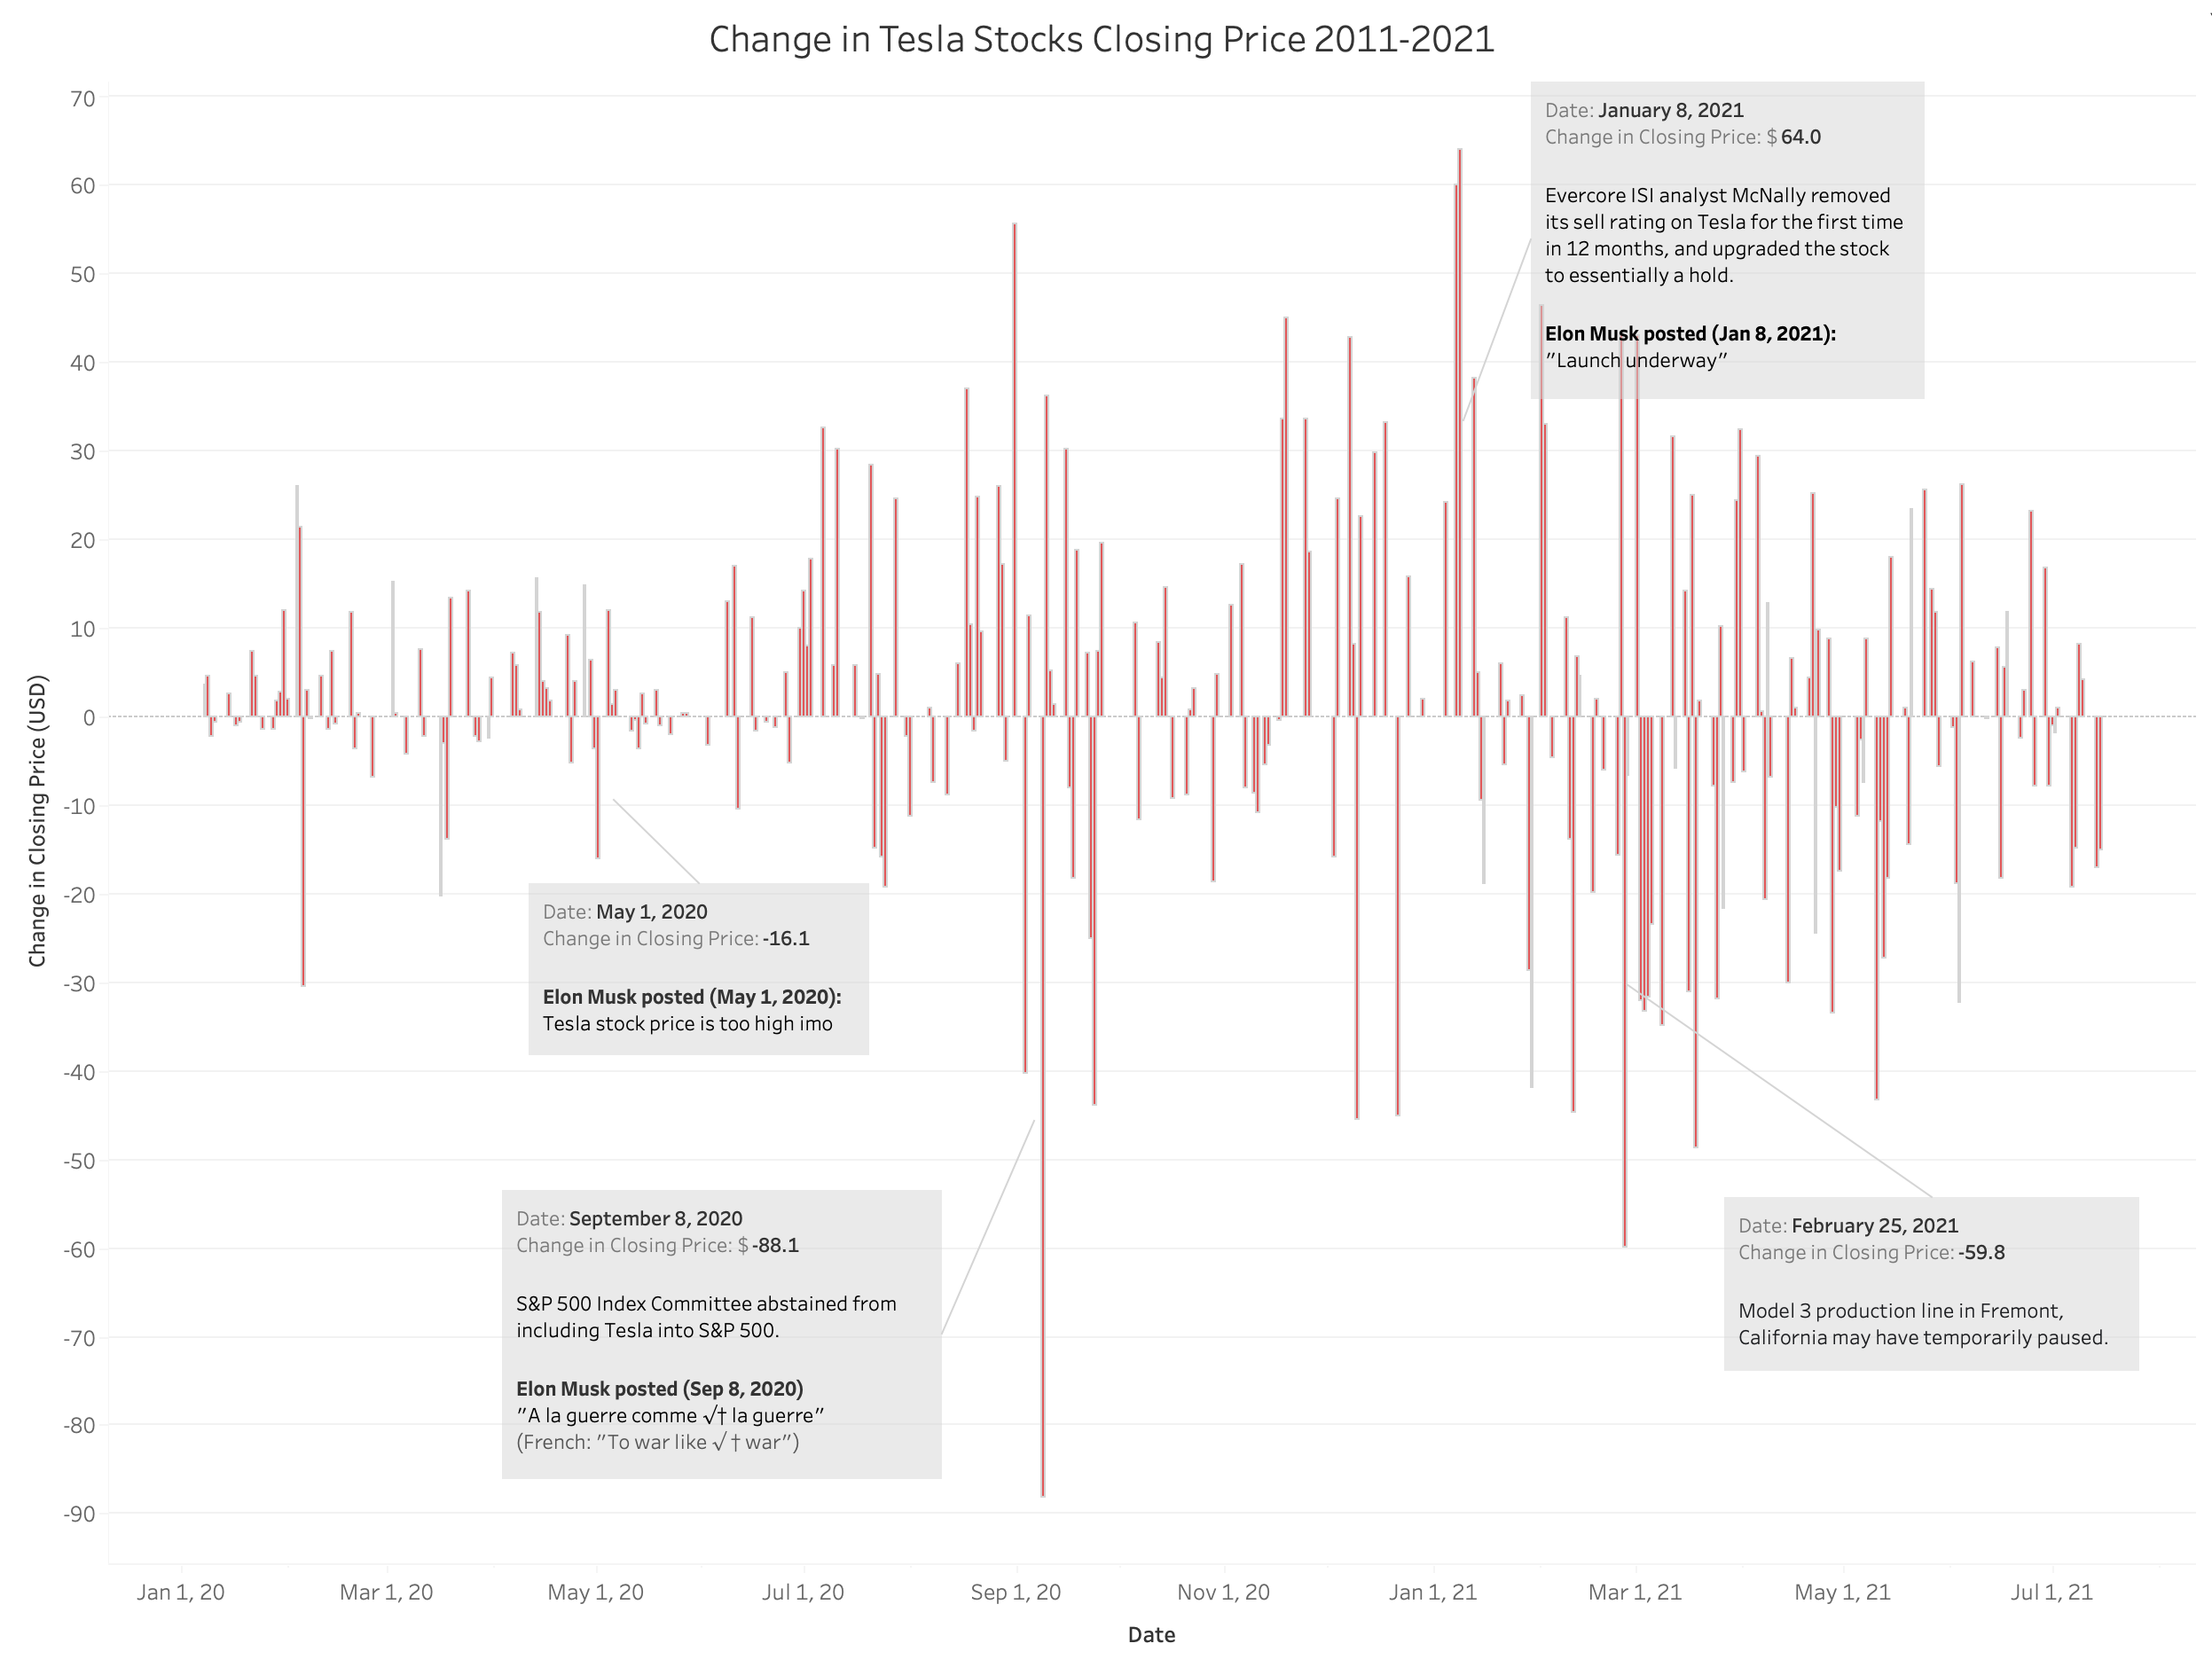 Change in Tesla Stocks Closing Price 2011-2021
Change in Closing Price (USD)
70
60
50
40
30
20
10
0
-10
-20
-30
-40
-50
-60
-70
-80
-90
Date: January 8, 2021
Change in Closing Price: $ 64.0
Evercore ISI analyst McNally removed
its sell rating on Tesla for the first time
in 12 months, and upgraded the stock
to essentially a hold.
Elon Musk posted (Jan 8, 2021):
"Launch underway"
Date: May 1, 2020
Change in Closing Price: -16.1
Elon Musk posted (May 1, 2020):
Tesla stock price is too high imo
Date: September 8, 2020
Change in Closing Price: $ -88.1
S&P 500 Index Committee abstained from
including Tesla into S&P 500.
Elon Musk posted (Sep 8, 2020)
"A la guerre comme √† la guerre"
(French: "To war like √ † war")
Date: February 25, 2021
Change in Closing Price: -59.8
Model 3 production line in Fremont,
California may have temporarily paused.
Jan 1, 20
Mar 1, 20
May 1, 20
Jul 1, 20
Sep 1, 20
Nov 1, 20
Jan 1, 21
Mar 1, 21
May 1, 21
Jul 1, 21
Date